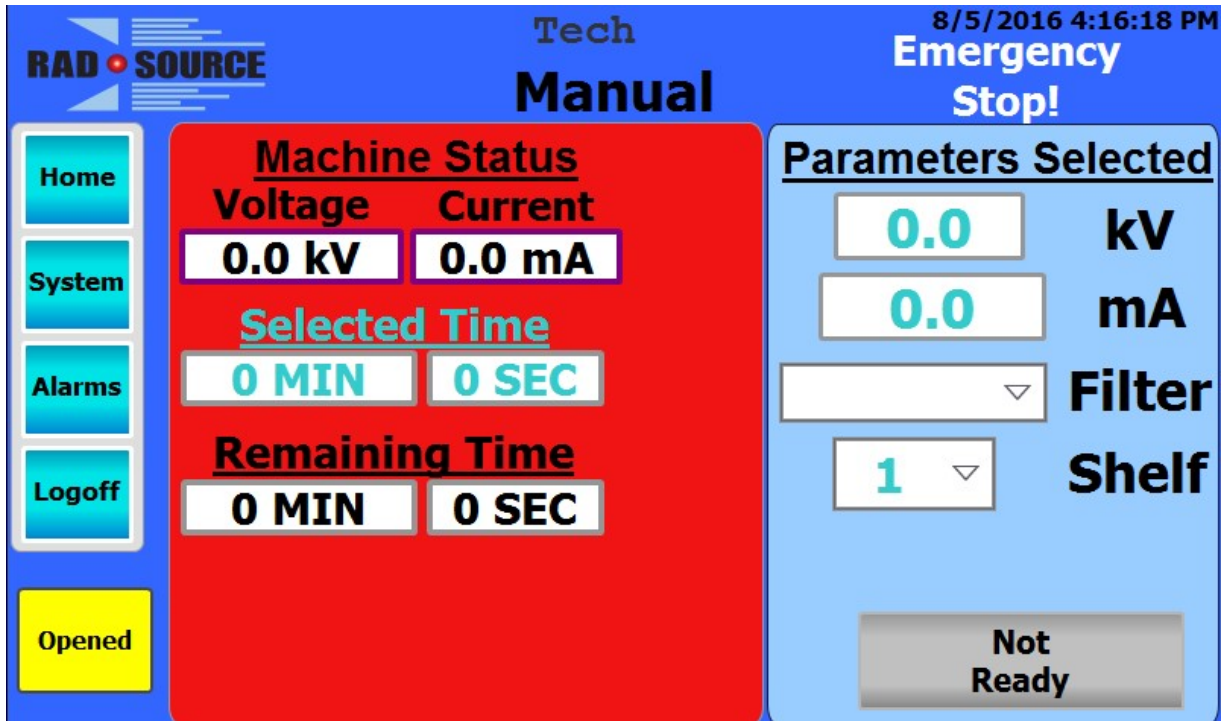 RAD SOURCE
Tech
Manual
8/5/2016 4:16:18 PM
Emergency
Stop!
Home
System
Alarms
Logoff
Opened
Machine Status
Voltage Current
0.0 kV 0.0 mA
Selected Time
0 MIN 0 SEC
Remaining Time
0 MIN 0 SEC
Parameters Selected
0.0 kV
0.0 mA
Filter
1 Shelf
Not
Ready